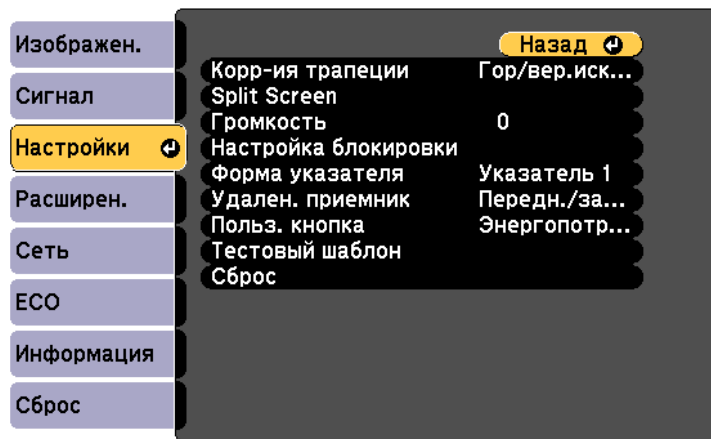 Изображен.
Сигнал
Настройки
Расширен.
Сеть
ECO
Информация
Сброс
Назад
Корр-ия трапеции Гор/вер.иск...
Split Screen
Громкость 0
Настройка блокировки
Форма указателя Указатель 1
Удален. приемник Передн./за...
Польз. кнопка Энергопотр...
Тестовый шаблон
Сброс